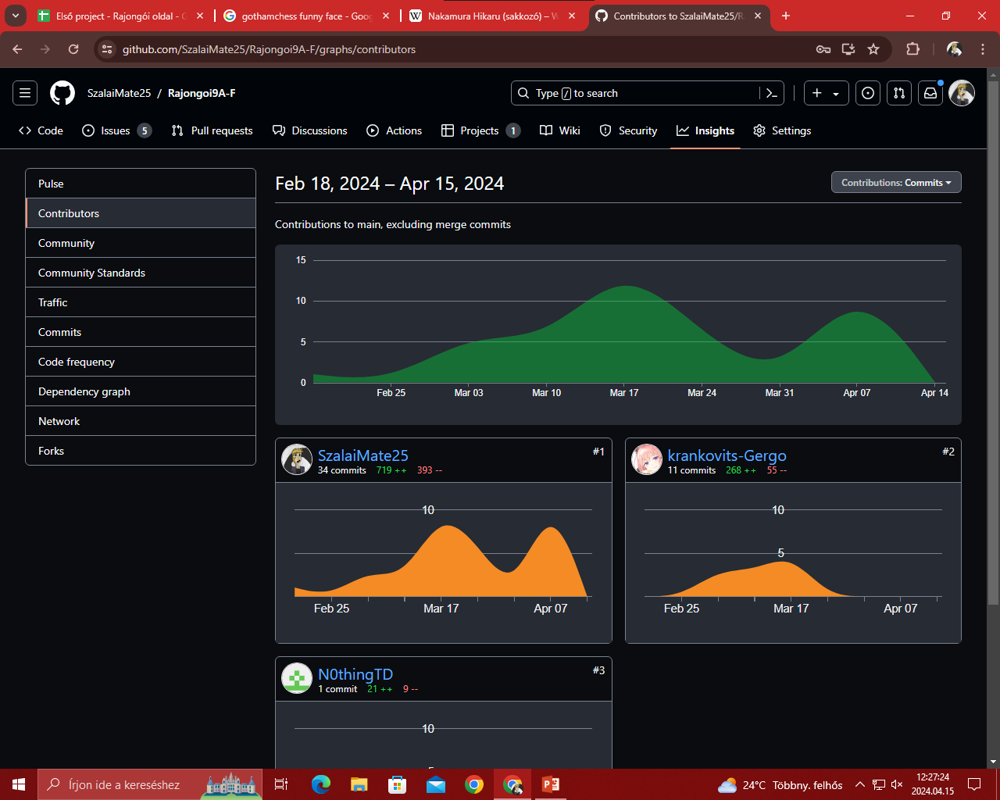 Első project - Rajongói oldal - G
gothamchess funny face - Goog
Nakamura Hikaru (sakkozó) – W
Contributors to SzalaiMate25/R
github.com/SzalaiMate25/Rajongoi9A-F/graphs/contributors
SzalaiMate25 / Rajongoi9A-F
Type / to search
Code
Issues 5
Pull requests
Discussions
Actions
Projects 1
Wiki
Security
Insights
Settings
Pulse
Contributors
Community
Community Standards
Traffic
Commits
Code frequency
Dependency graph
Network
Forks
Feb 18, 2024 – Apr 15, 2024
Contributions: Commits
Contributions to main, excluding merge commits
15
10
5
0
Feb 25 Mar 03 Mar 10 Mar 17 Mar 24 Mar 31 Apr 07 Apr 14
SzalaiMate25 #1
34 commits 719 ++ 393 --
10
Feb 25 Mar 17 Apr 07
krankovits-Gergo #2
11 commits 268 ++ 55 --
10
5
Feb 25 Mar 17 Apr 07
N0thingTD #3
1 commit 21 ++ 9 --
10
Írjon ide a kereséshez
24°C Többny. felhős
12:27:24
2024.04.15